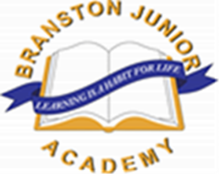 BRANSTON JUNIOR
LEARNING IS A HABIT FOR LIFE
ACADEMY